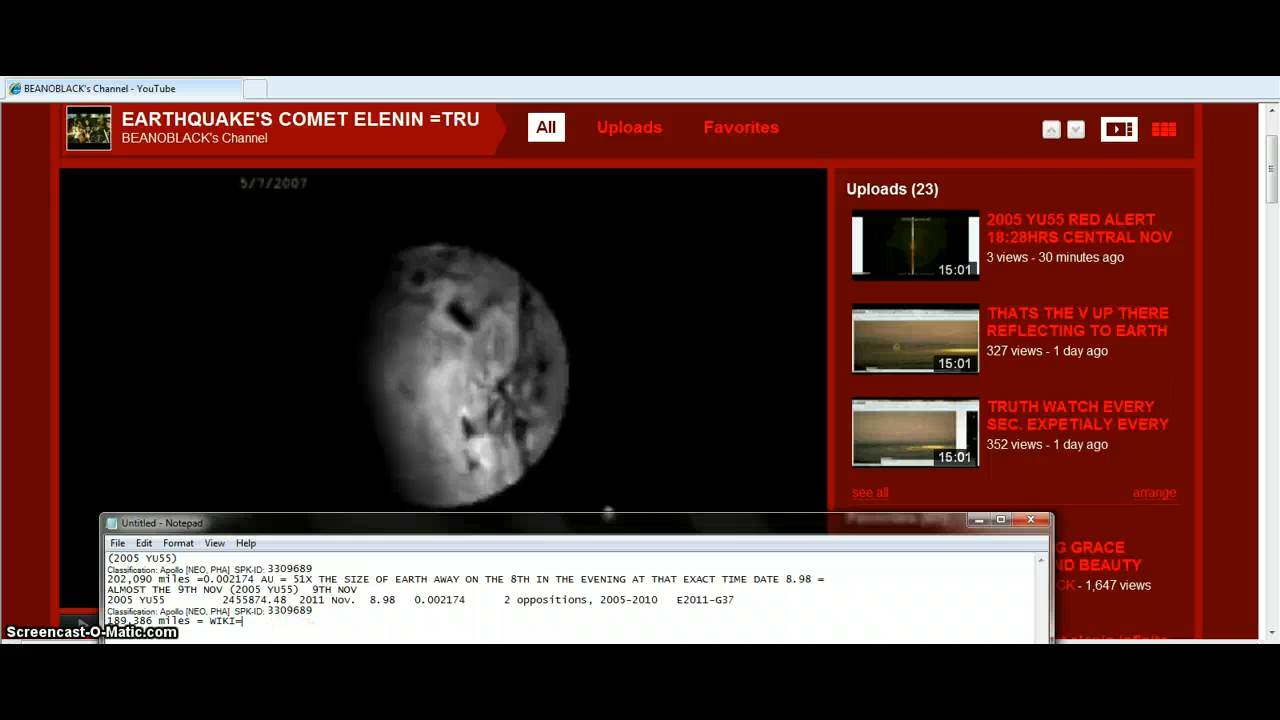 BEANOBLACK's Channel - YouTube
EARTHQUAKE'S COMET ELENIN =TRU
BEANOBLACK's Channel
All
Uploads
Favorites
5/7/2007
Uploads (23)
2005 YU55 RED ALERT
18:28HRS CENTRAL NOV
3 views - 30 minutes ago
15:01
THATS THE V UP THERE
REFLECTING TO EARTH
327 views - 1 day ago
15:01
TRUTH WATCH EVERY
SEC. EXPETIALY EVERY
352 views - 1 day ago
15:01
see all
arrange
G GRACE
D BEAUTY
CK - 1,647 views
Untitled - Notepad
File Edit Format View Help
(2005 YU55)
Classification: Apollo [NEO, PHA] SPK-ID: 3309689
202,090 miles =0.002174 AU = 51X THE SIZE OF EARTH AWAY ON THE 8TH IN THE EVENING AT THAT EXACT TIME DATE 8.98 =
ALMOST THE 9TH NOV (2005 YU55) 9TH NOV
2005 YU55 2455874.48 2011 Nov. 8.98 0.002174 2 oppositions, 2005-2010 E2011-G37
Classification: Apollo [NEO, PHA] SPK-ID: 3309689
189,386 miles = WIKI=
Screencast-O-Matic.com